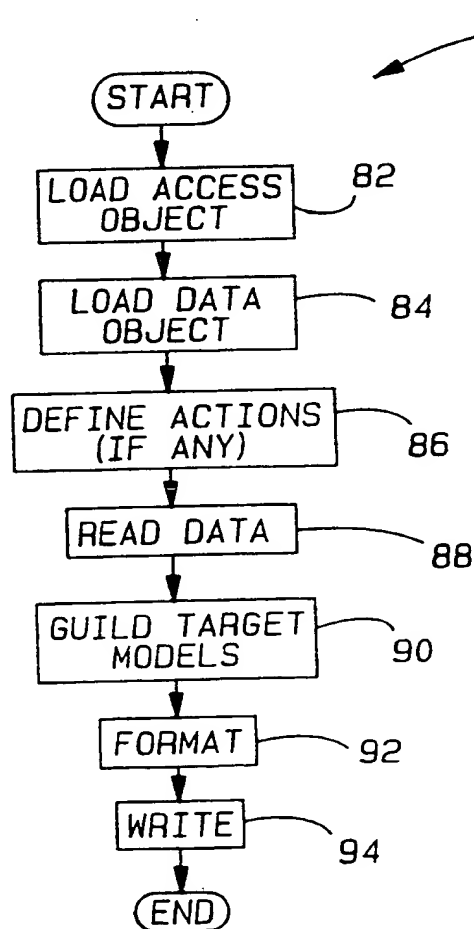 START
LOAD ACCESS
OBJECT
82
LOAD DATA
OBJECT
84
DEFINE ACTIONS
(IF ANY)
86
READ DATA
88
GUILD TARGET
MODELS
90
FORMAT
92
WRITE
94
END